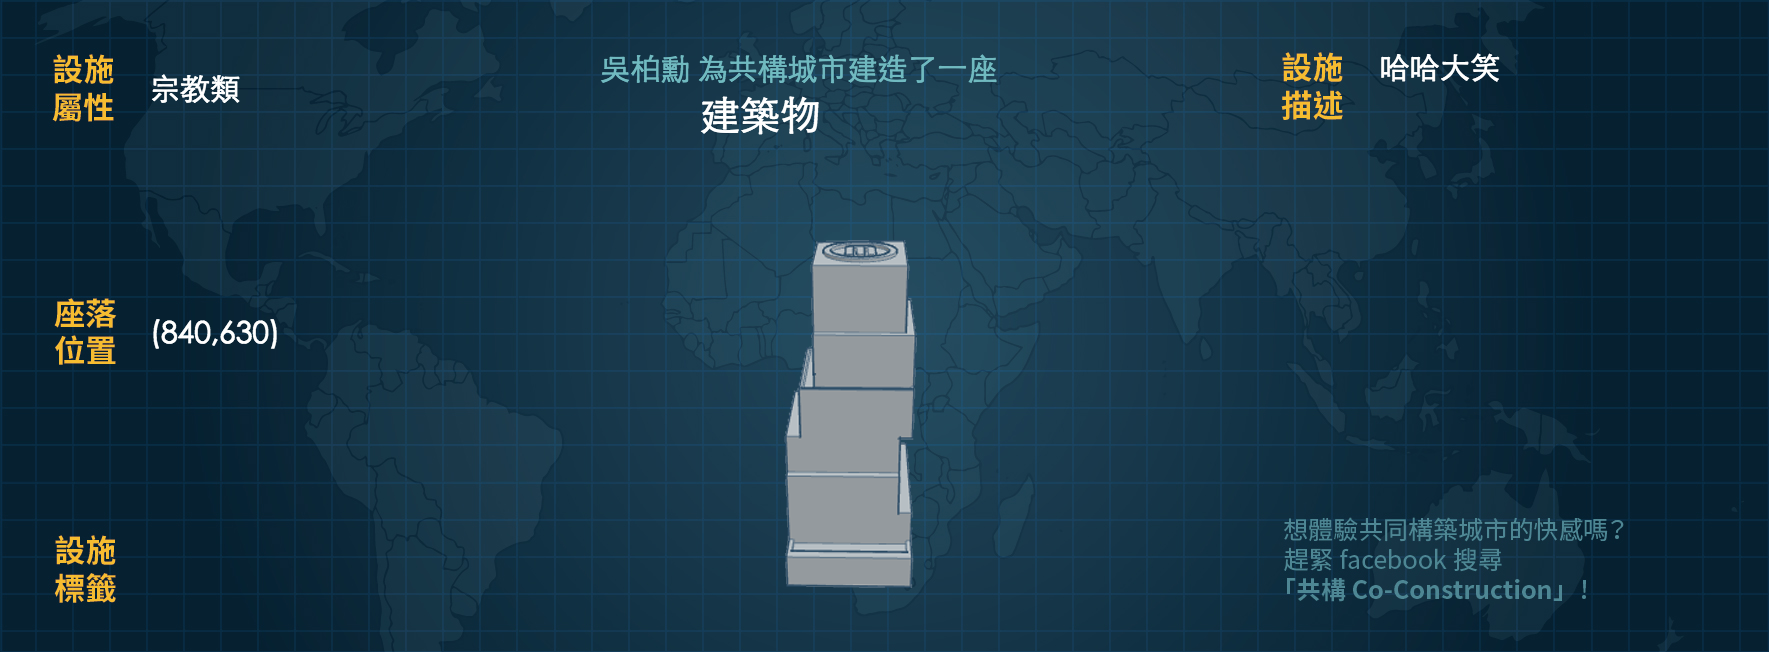 設施
屬性
宗教類
吳柏勳 為共構城市建造了一座
建築物
設施
描述
哈哈大笑
座落
位置
(840,630)
設施
標籤
想體驗共同構築城市的快感嗎？
趕緊 facebook 搜尋
「共構 Co-Construction」！